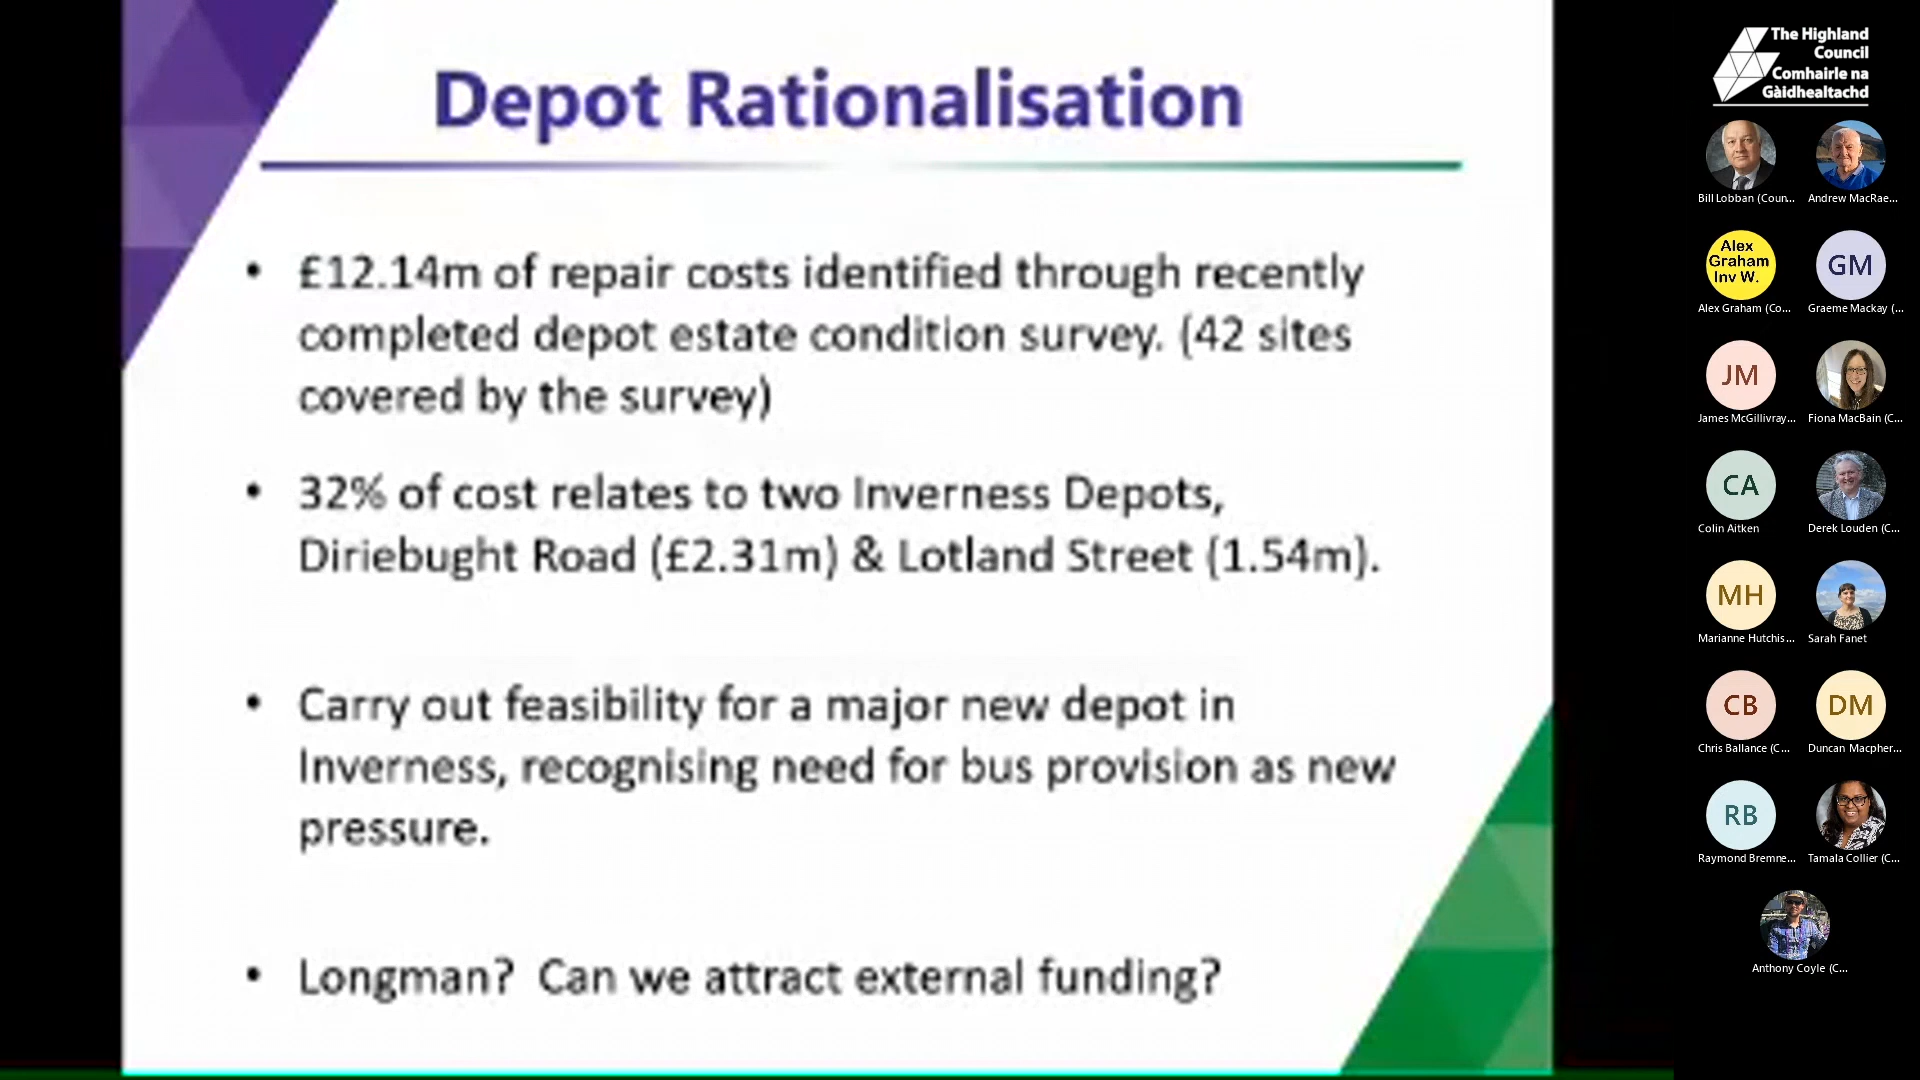 Depot Rationalisation
• £12.14m of repair costs identified through recently
completed depot estate condition survey. (42 sites
covered by the survey)
• 32% of cost relates to two Inverness Depots,
Diriebught Road (£2.31m) & Lotland Street (1.54m).
• Carry out feasibility for a major new depot in
Inverness, recognising need for bus provision as new
pressure.
• Longman? Can we attract external funding?
The Highland
Council
Comhairle na
Gàidhealtachd
Bill Lobban (Coun...
Andrew MacRae...
Alex
Graham
Inv W.
GM
Alex Graham (Co...
Graeme Mackay (...
JM
James McGillivray...
Fiona MacBain (C...
CA
Colin Aitken
Derek Louden (C...
MH
Marianne Hutchis...
Sarah Fanet
CB
DM
Chris Ballance (C...
Duncan Macpher...
RB
Raymond Bremne...
Tamala Collier (C...
Anthony Coyle (C...